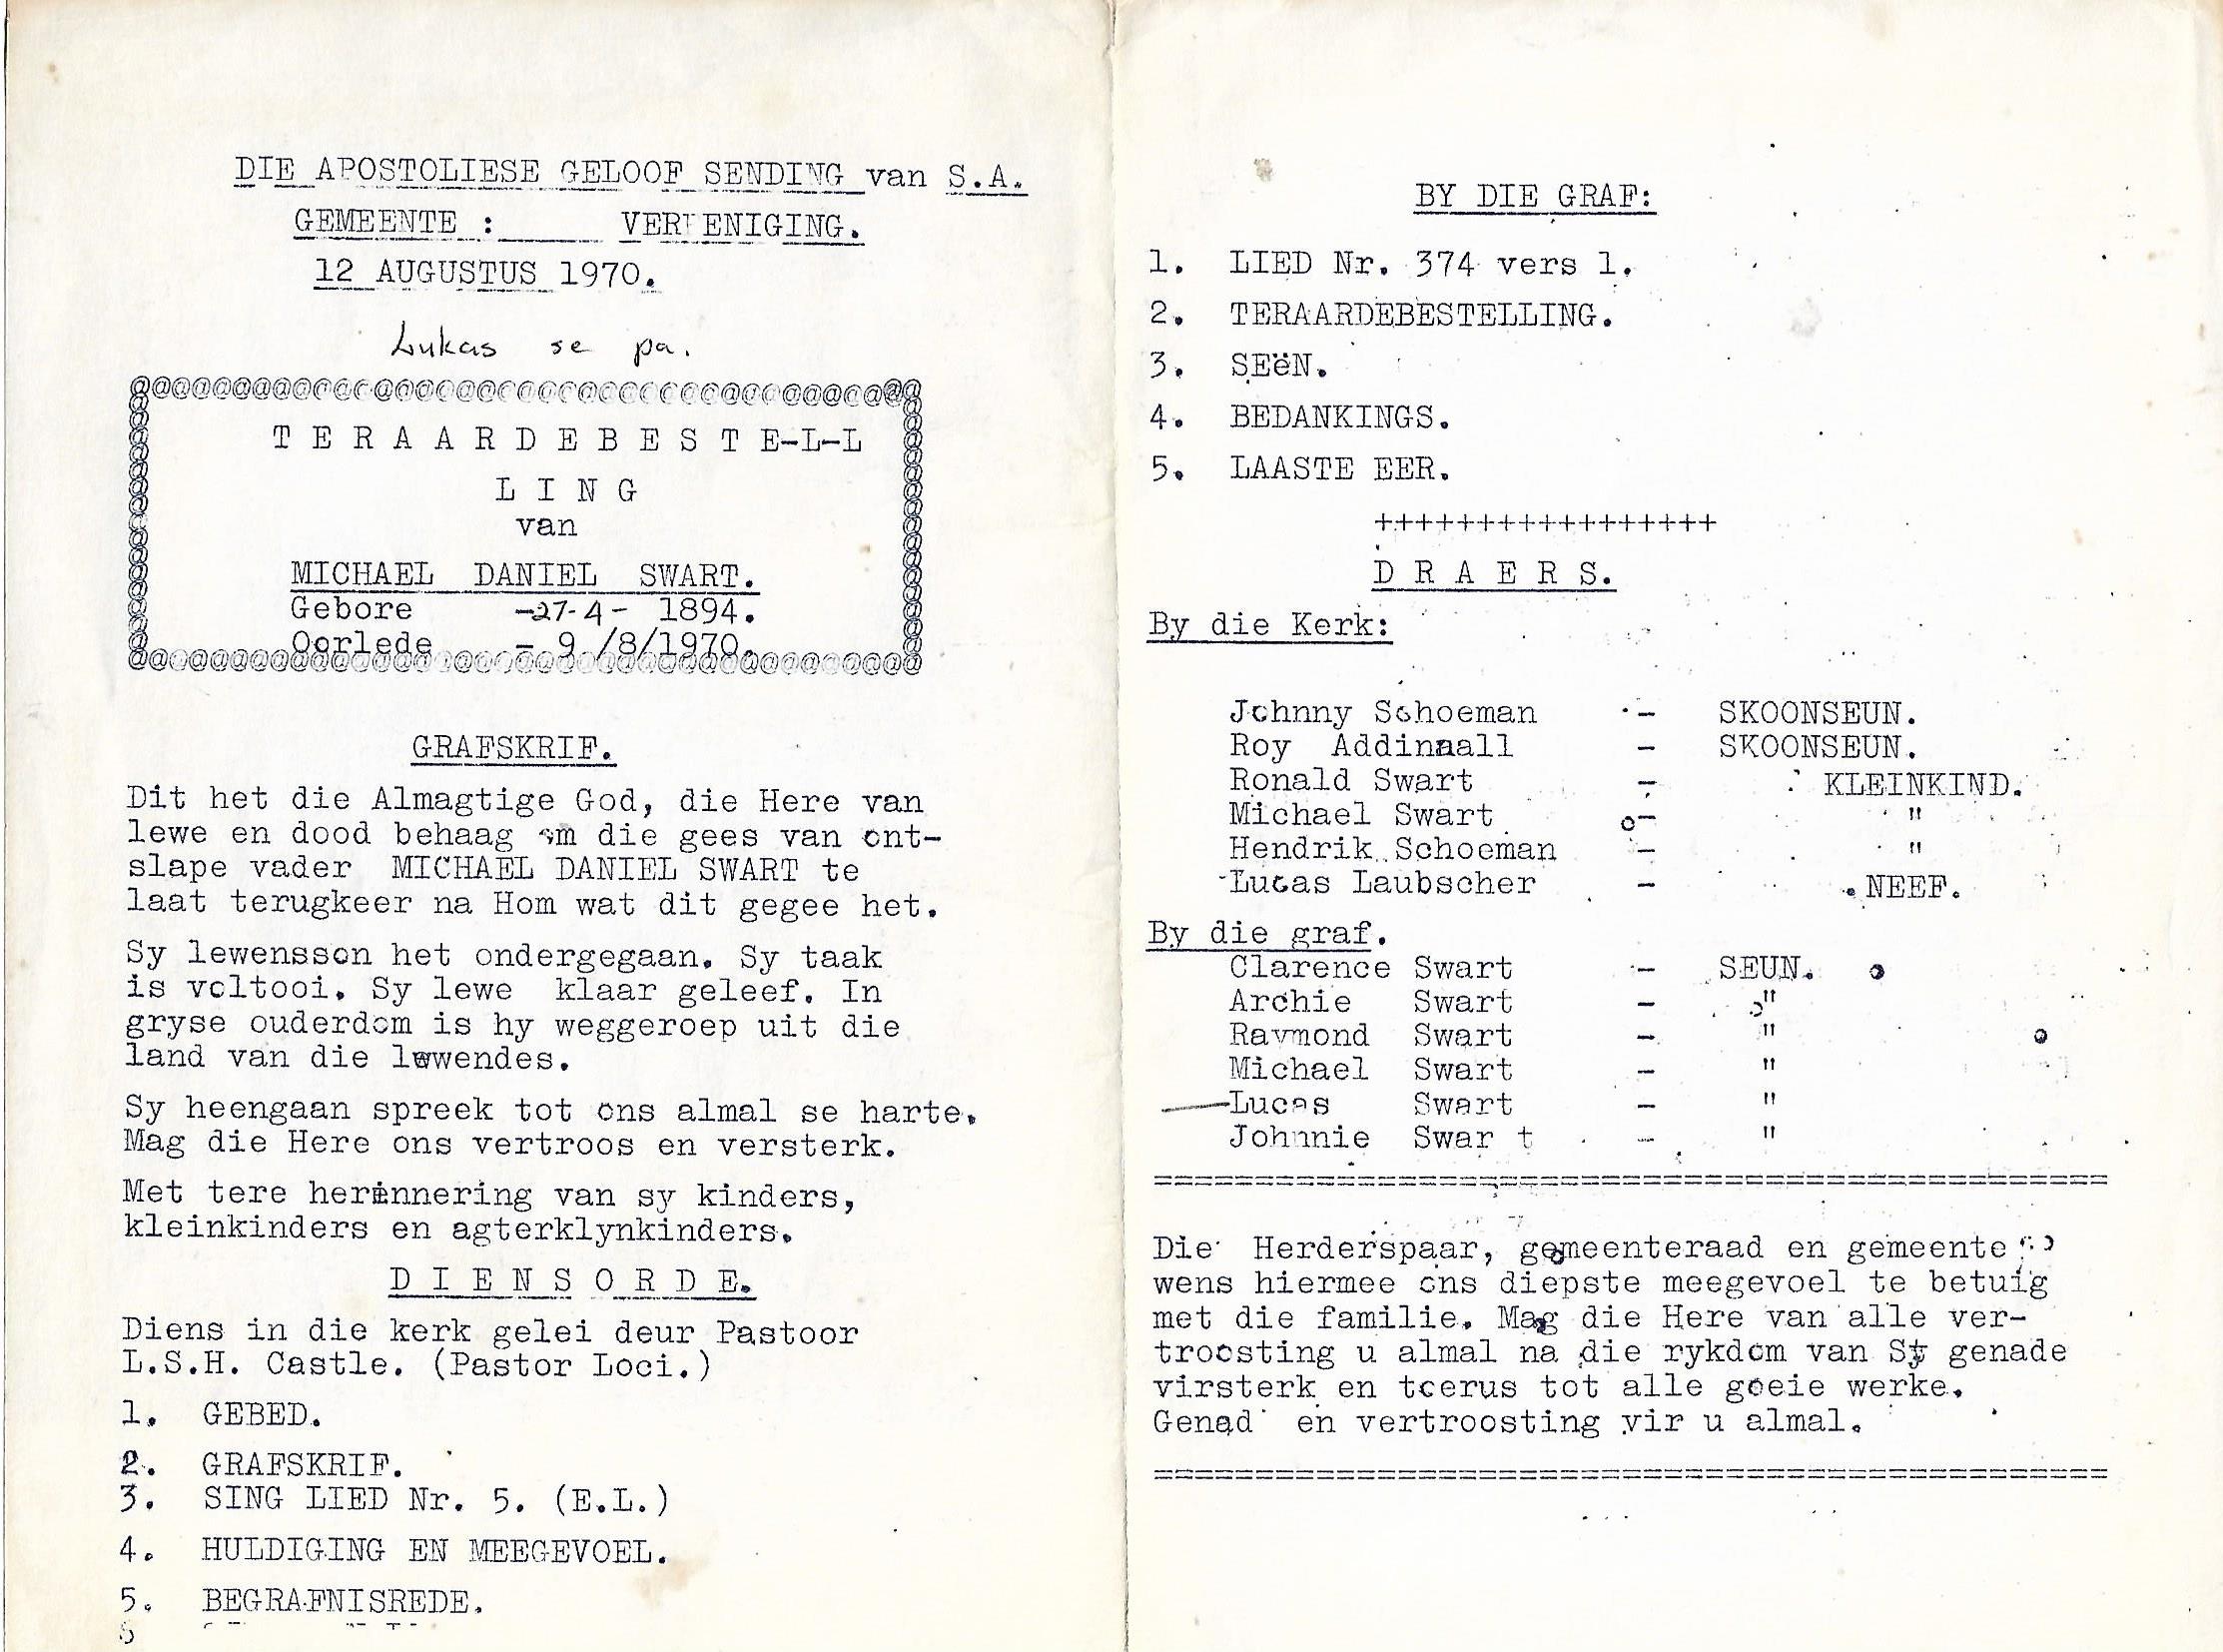 DIE APOSTOLIESE GELOOF SENDING van S.A.
GEMEENTE : VEREENIGING.
12 AUGUSTUS 1970.
Lukas se pa.
@@@@@@@@@@@@@@@@@@@@@@@@@@@@@@@@@@@@@@@
T E R A A R D E B E S T E-L-L
L I N G
van
MICHAEL DANIEL SWART.
Gebore -27-4- 1894.
Oorlede - 9 /8/1970.
@@@@@@@@@@@@@@@@@@@@@@@@@@@@@@@@@@@@@@@
GRAFSKRIF.
Dit het die Almagtige God, die Here van
lewe en dood behaag om die gees van ont-
slape vader MICHAEL DANIEL SWART te
laat terugkeer na Hom wat dit gegee het.
Sy lewensson het ondergegaan. Sy taak
is voltooi. Sy lewe klaar geleef. In
gryse ouderdom is hy weggeroep uit die
land van die lewendes.
Sy heengaan spreek tot ons almal se harte.
Mag die Here ons vertroos en versterk.
Met tere herinnering van sy kinders,
kleinkinders en agterklynkinders.
D I E N S O R D E.
Diens in die kerk gelei deur Pastoor
L.S.H. Castle. (Pastor Loci.)
1. GEBED.
2. GRAFSKRIF.
3. SING LIED Nr. 5. (E.L.)
4. HULDIGING EN MEEGEVOEL.
5. BEGRAFNISREDE.
6
BY DIE GRAF:
1. LIED Nr. 374 vers 1.
2. TERAARDEBESTELLING.
3. SEëN.
4. BEDANKINGS.
5. LAASTE EER.
+++++++++++++++++
D R A E R S.
By die Kerk:
Johnny Schoeman - SKOONSEUN.
Roy Addinaall - SKOONSEUN.
Ronald Swart - KLEINKIND.
Michael Swart - "
Hendrik Schoeman - "
Lucas Laubscher - NEEF.
By die graf.
Clarence Swart - SEUN.
Archie Swart - "
Raymond Swart - "
Michael Swart - "
Lucas Swart - "
Johnnie Swar t - "
===============================================
Die Herderspaar, gemeenteraad en gemeente
wens hiermee ons diepste meegevoel te betuig
met die familie. Mag die Here van alle ver-
troosting u almal na die rykdom van Sy genade
virsterk en toerus tot alle goeie werke.
Genad en vertroosting vir u almal.
===============================================